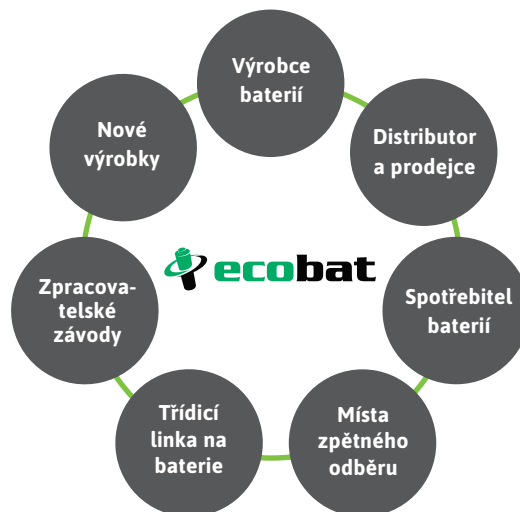 Výrobce
baterií
Distributor
a prodejce
Spotřebitel
baterií
Místa
zpětného
odběru
Třídicí
linka na
baterie
Zpracova-
telské
závody
Nové
výrobky
ecobat